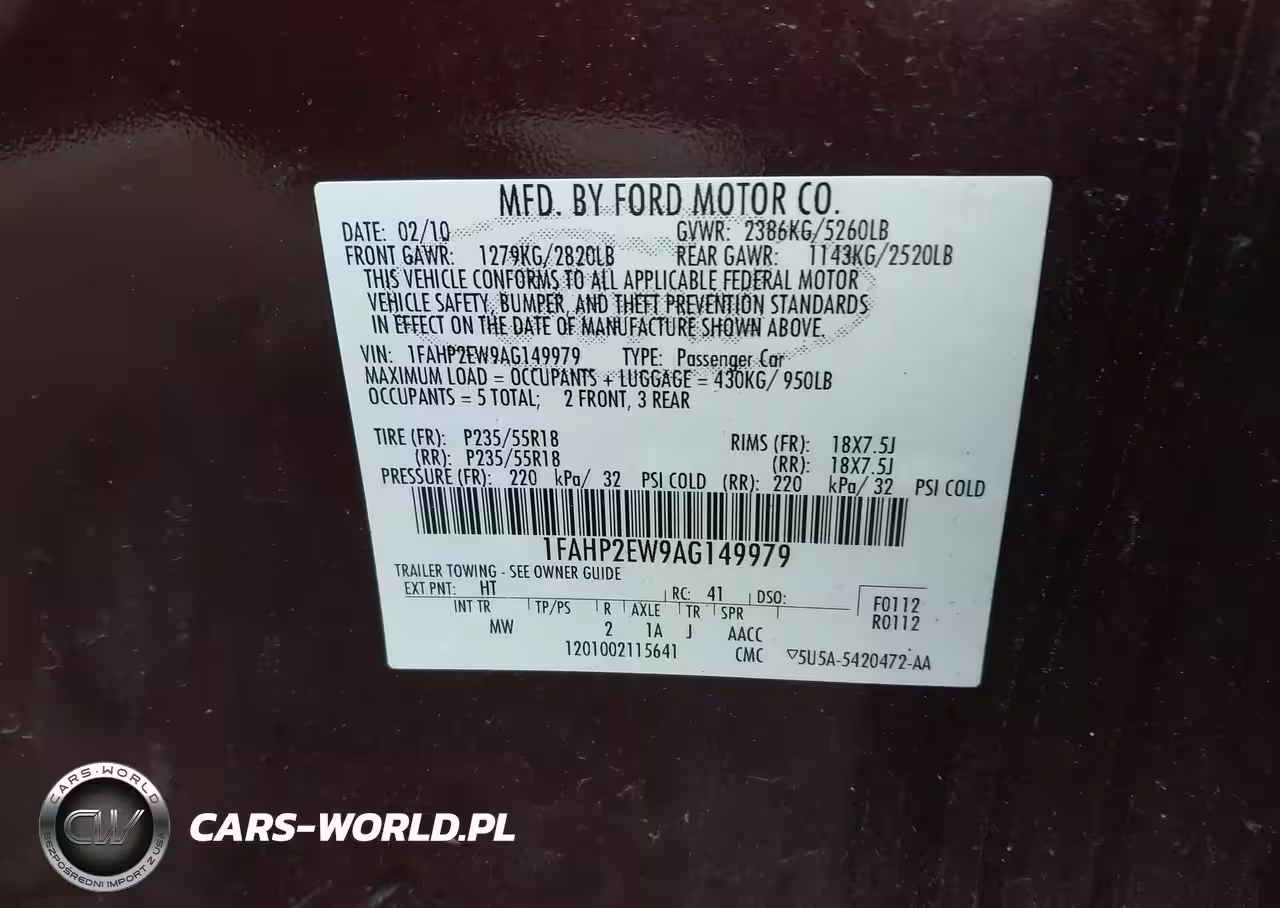 MFD. BY FORD MOTOR CO.
DATE: 02/10 GVWR: 2386KG/5260LB
FRONT GAWR: 1279KG/2820LB REAR GAWR: 1143KG/2520LB
THIS VEHICLE CONFORMS TO ALL APPLICABLE FEDERAL MOTOR
VEHICLE SAFETY, BUMPER, AND THEFT PREVENTION STANDARDS
IN EFFECT ON THE DATE OF MANUFACTURE SHOWN ABOVE.
VIN: 1FAHP2EW9AG149979 TYPE: Passenger Car
MAXIMUM LOAD = OCCUPANTS + LUGGAGE = 430KG/ 950LB
OCCUPANTS = 5 TOTAL; 2 FRONT, 3 REAR
TIRE (FR): P235/55R18 RIMS (FR): 18X7.5J
(RR): P235/55R18 (RR): 18X7.5J
PRESSURE (FR): 220 kPa/ 32 PSI COLD (RR): 220 kPa/ 32 PSI COLD
1FAHP2EW9AG149979
TRAILER TOWING - SEE OWNER GUIDE
EXT PNT: HT RC: 41 DSO: F0112
INT TR TP/PS R AXLE TR SPR R0112
MW 2 1A J AACC
1201002115641 CMC ▽5U5A-5420472-AA
CARS-WORLD
CW
BEZPOŚREDNI IMPORT Z USA
CARS-WORLD.PL